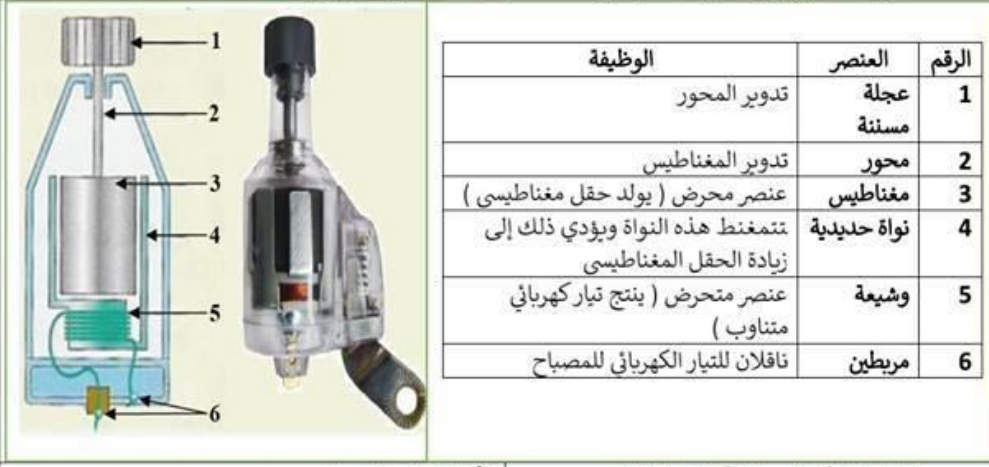 1
2
3
4
5
6
الرقم العنصر الوظيفة
1 عجلة مسننة تدوير المحور
2 محور تدوير المغناطيس
3 مغناطيس عنصر محرض ( يولد حقل مغناطيسي )
4 نواة حديدية تتمغنط هذه النواة ويؤدي ذلك إلى
زيادة الحقل المغناطيسي
5 وشيعة عنصر متحرض ( ينتج تيار كهربائي
متناوب )
6 مربطين ناقلان للتيار الكهربائي للمصباح